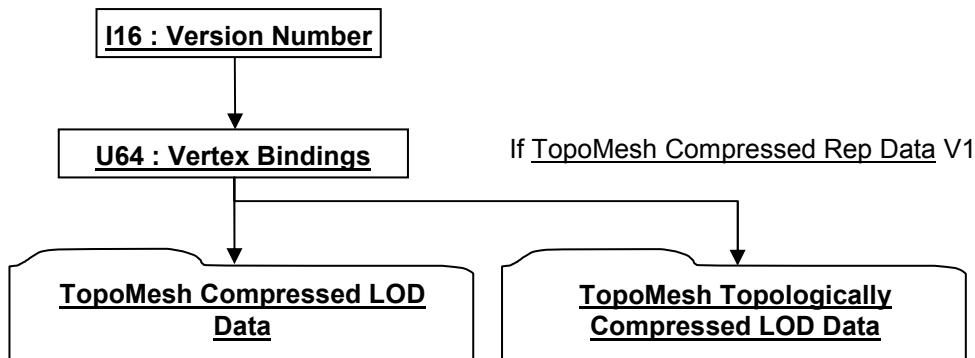 I16 : Version Number
U64 : Vertex Bindings
If TopoMesh Compressed Rep Data V1
TopoMesh Compressed LOD
Data
TopoMesh Topologically
Compressed LOD Data